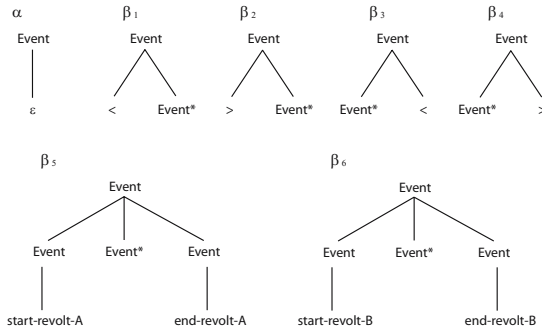 α β1 β2 β3 β4
Event Event Event Event Event
ε < Event* > Event* Event* < Event* >
β5 β6
Event Event
Event Event* Event Event Event* Event
start-revolt-A end-revolt-A start-revolt-B end-revolt-B